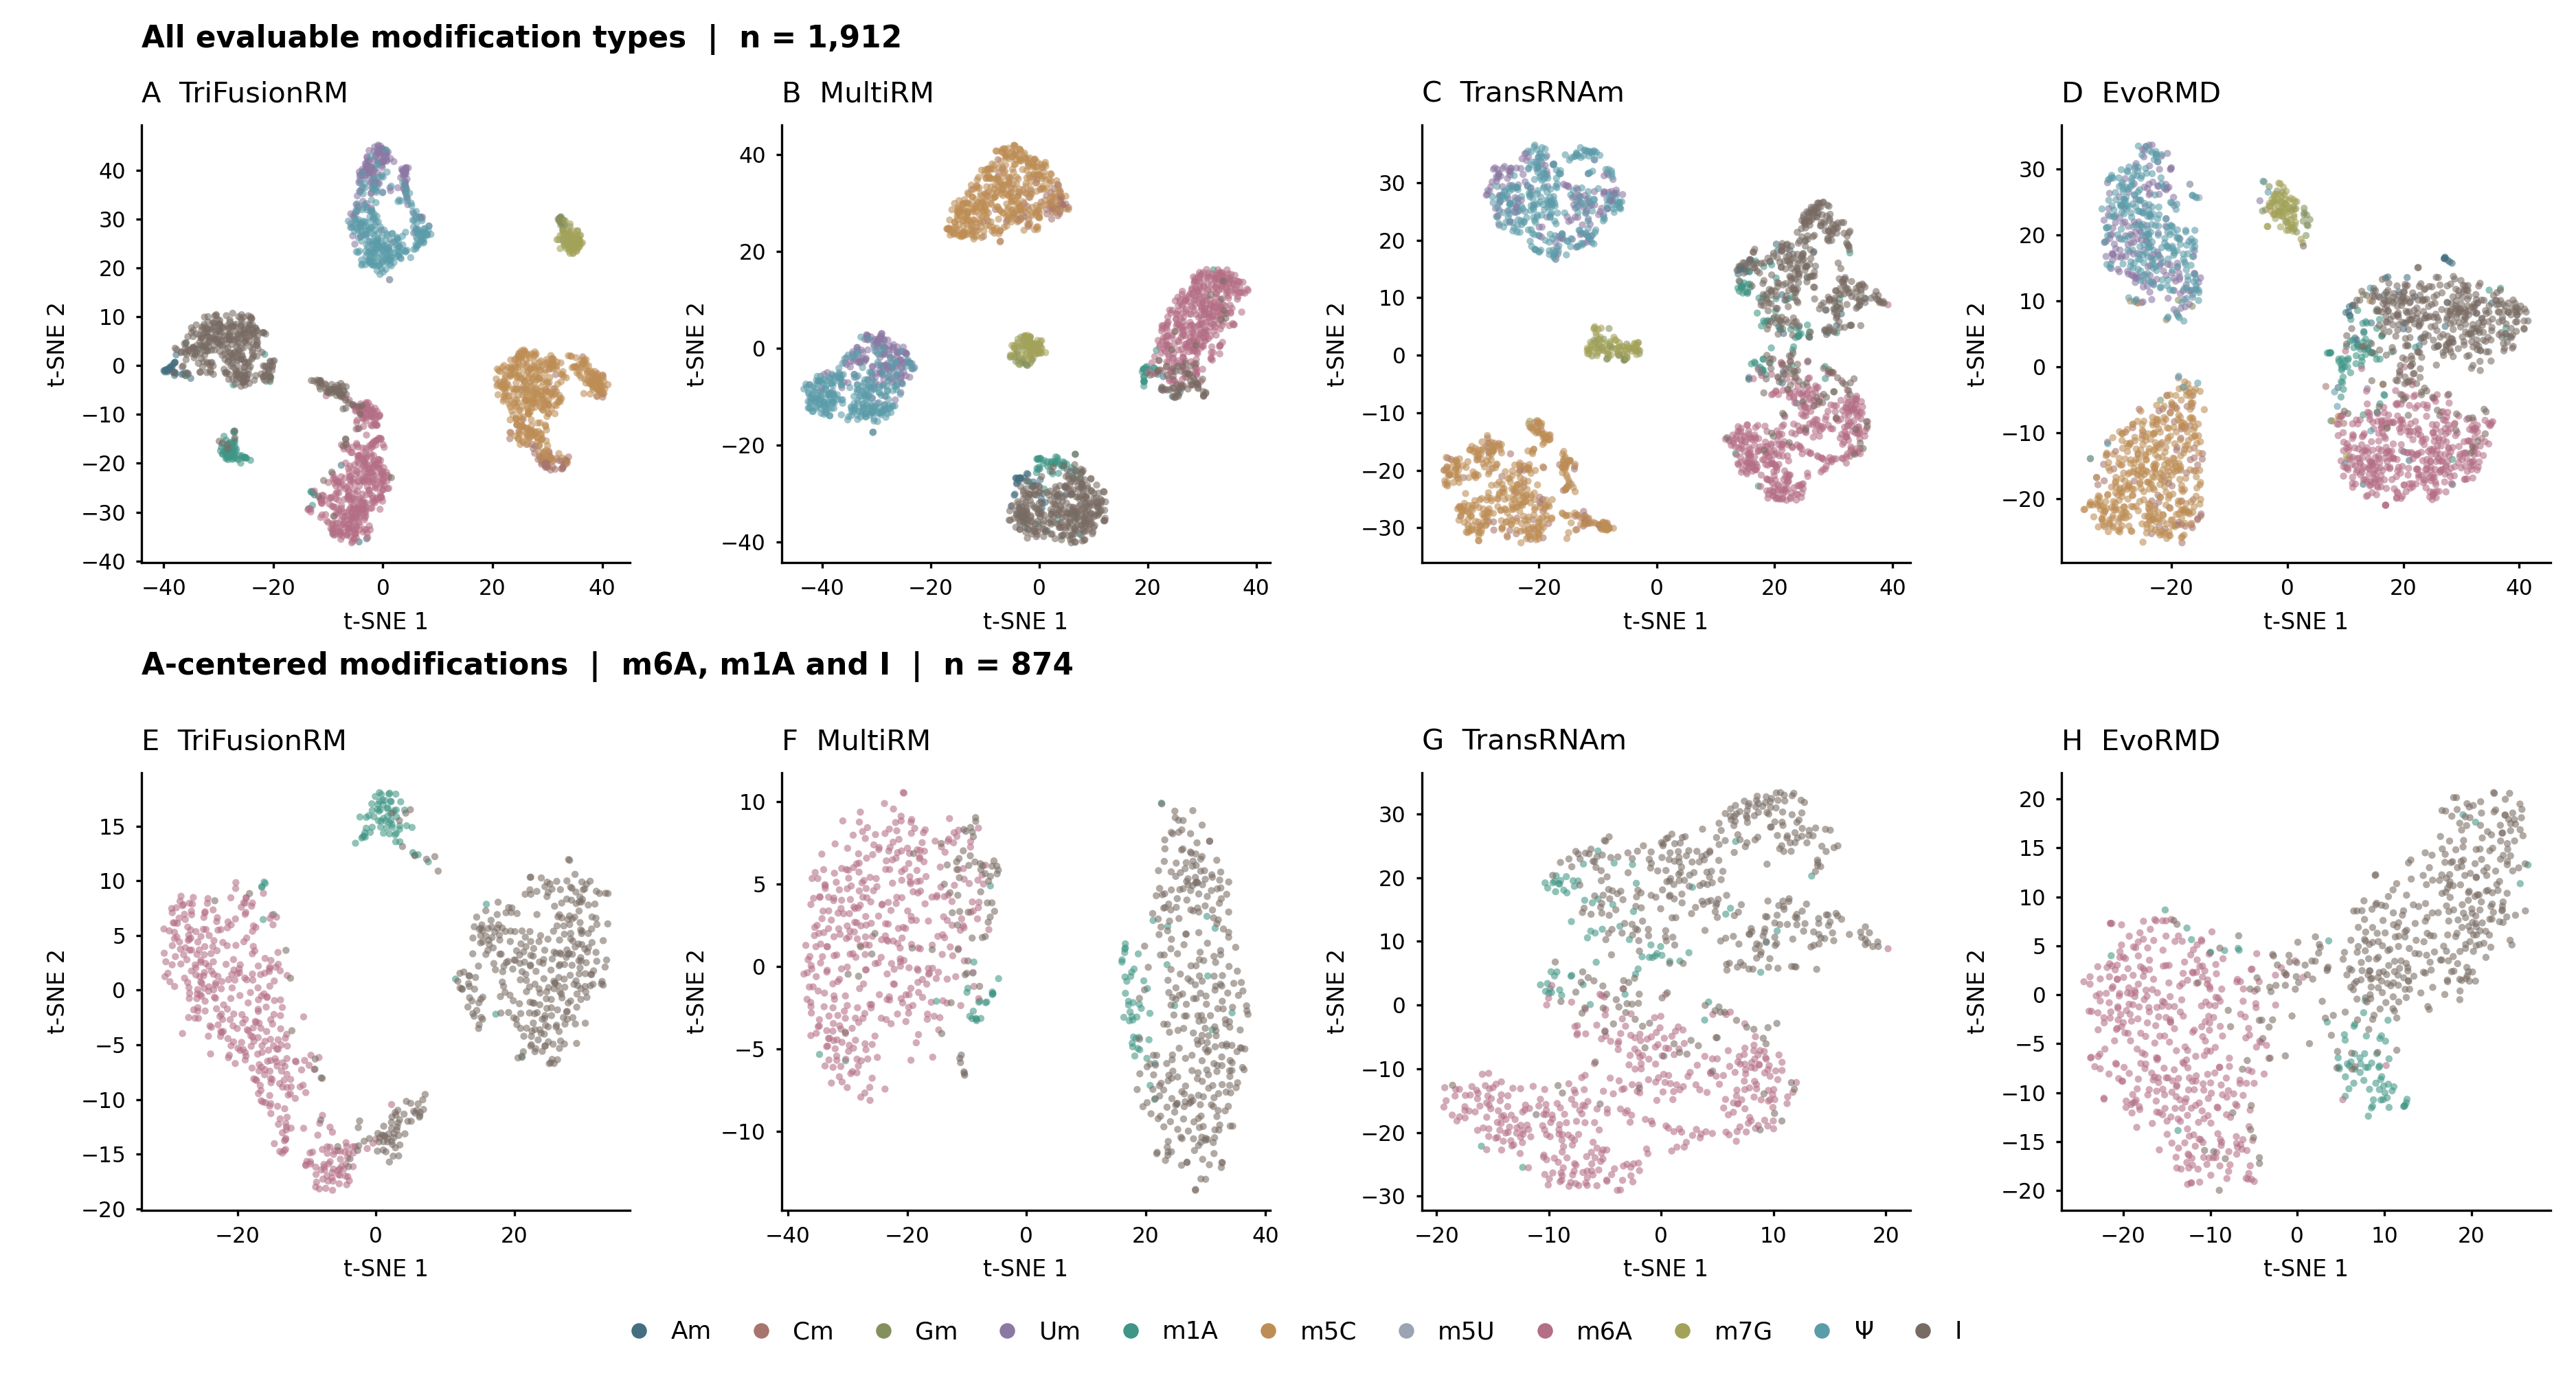 All evaluable modification types | n = 1,912
A TriFusionRM
B MultiRM
C TransRNAm
D EvoRMD
t-SNE 2
40
30
20
10
0
−10
−20
−30
−40
−40 −20 0 20 40
t-SNE 1
t-SNE 2
40
20
0
−20
−40
−40 −20 0 20 40
t-SNE 1
t-SNE 2
30
20
10
0
−10
−20
−30
−20 0 20 40
t-SNE 1
t-SNE 2
30
20
10
0
−10
−20
−20 0 20 40
t-SNE 1
A-centered modifications | m6A, m1A and I | n = 874
E TriFusionRM
F MultiRM
G TransRNAm
H EvoRMD
t-SNE 2
15
10
5
0
−5
−10
−15
−20
−20 0 20
t-SNE 1
t-SNE 2
10
5
0
−5
−10
−40 −20 0 20 40
t-SNE 1
t-SNE 2
30
20
10
0
−10
−20
−30
−20 −10 0 10 20
t-SNE 1
t-SNE 2
20
15
10
5
0
−5
−10
−15
−20
−20 −10 0 10 20
t-SNE 1
Am Cm Gm Um m1A m5C m5U m6A m7G Ψ I